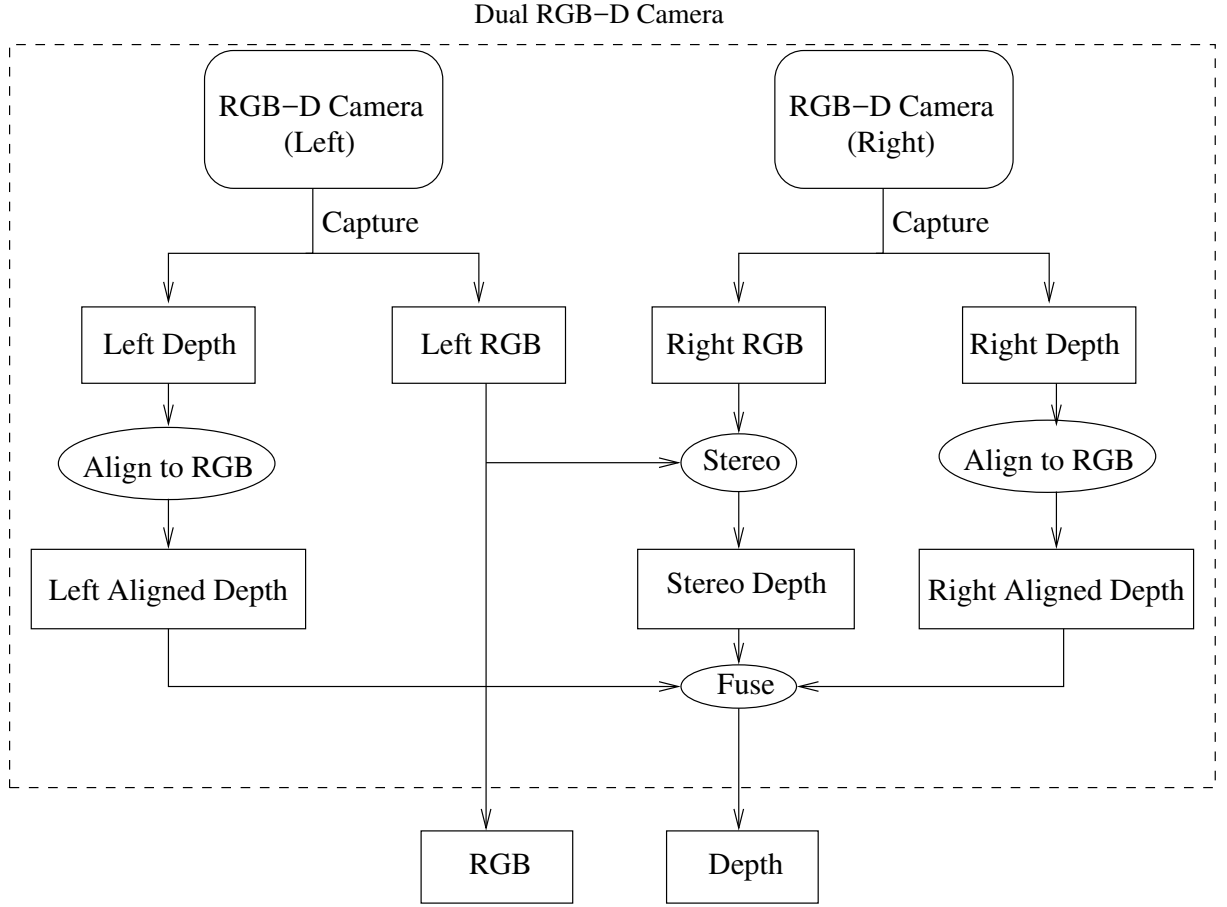 Dual RGB−D Camera
RGB−D Camera
(Left)
RGB−D Camera
(Right)
Capture
Capture
Left Depth
Left RGB
Right RGB
Right Depth
Align to RGB
Stereo
Align to RGB
Left Aligned Depth
Stereo Depth
Right Aligned Depth
Fuse
RGB
Depth